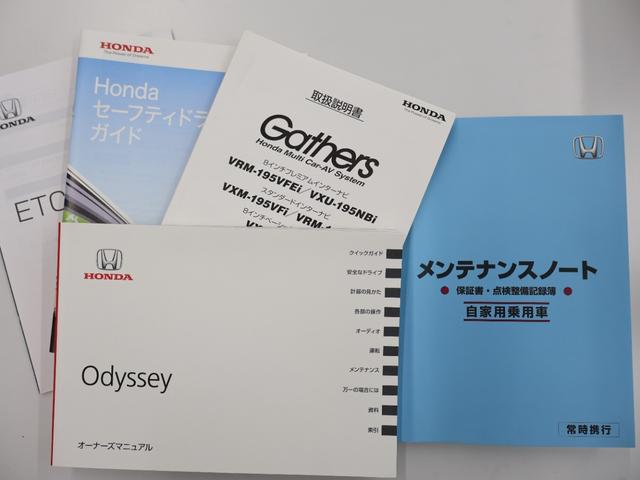 HONDA
ETC
HONDA
The Power of Dreams
Honda
セーフティドラ
ガイド
取扱説明書
HONDA
The Power of Dreams
Gathers
Honda Multi Car-AV System
8インチプレミアムインターナビ
VRM-195VFEi/VXU-195NBi
スタンダードインターナビ
VXM-195VFi/VRM-1
8インチベーシ
HONDA
Odyssey
オーナーズマニュアル
クイックガイド
安全なドライブ
計器の見かた
各部の操作
オーディオ
運転
メンテナンス
万一の場合には
資料
索引
メンテナンスノート
● 保証書・点検整備記録簿 ●
自家用乗用車
常時携行